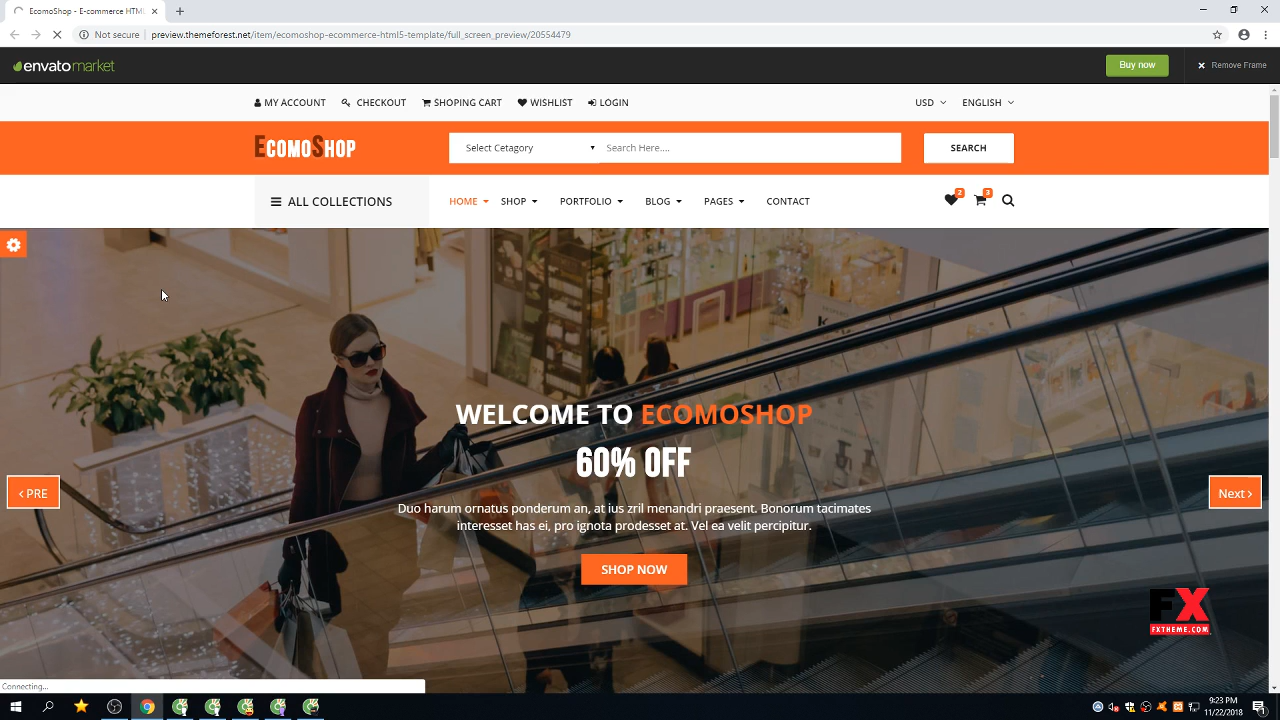 EcomoShop - E-commerce HTML
Not secure | preview.themeforest.net/item/ecomoshop-ecommerce-html5-template/full_screen_preview/20554479
envato market
Buy now
Remove Frame
MY ACCOUNT CHECKOUT SHOPING CART WISHLIST LOGIN USD ENGLISH
ECOMOSHOP
Select Cetagory
Search Here....
SEARCH
ALL COLLECTIONS
HOME SHOP PORTFOLIO BLOG PAGES CONTACT
2 3
WELCOME TO ECOMOSHOP
60% OFF
Duo harum ornatus ponderum an, at ius zril menandri praesent. Bonorum tacimates
interesset has ei, pro ignota prodesset at. Vel ea velit percipitur.
PRE
Next
SHOP NOW
FX
FXTHEME.COM
Connecting...
9:23 PM
11/22/2018